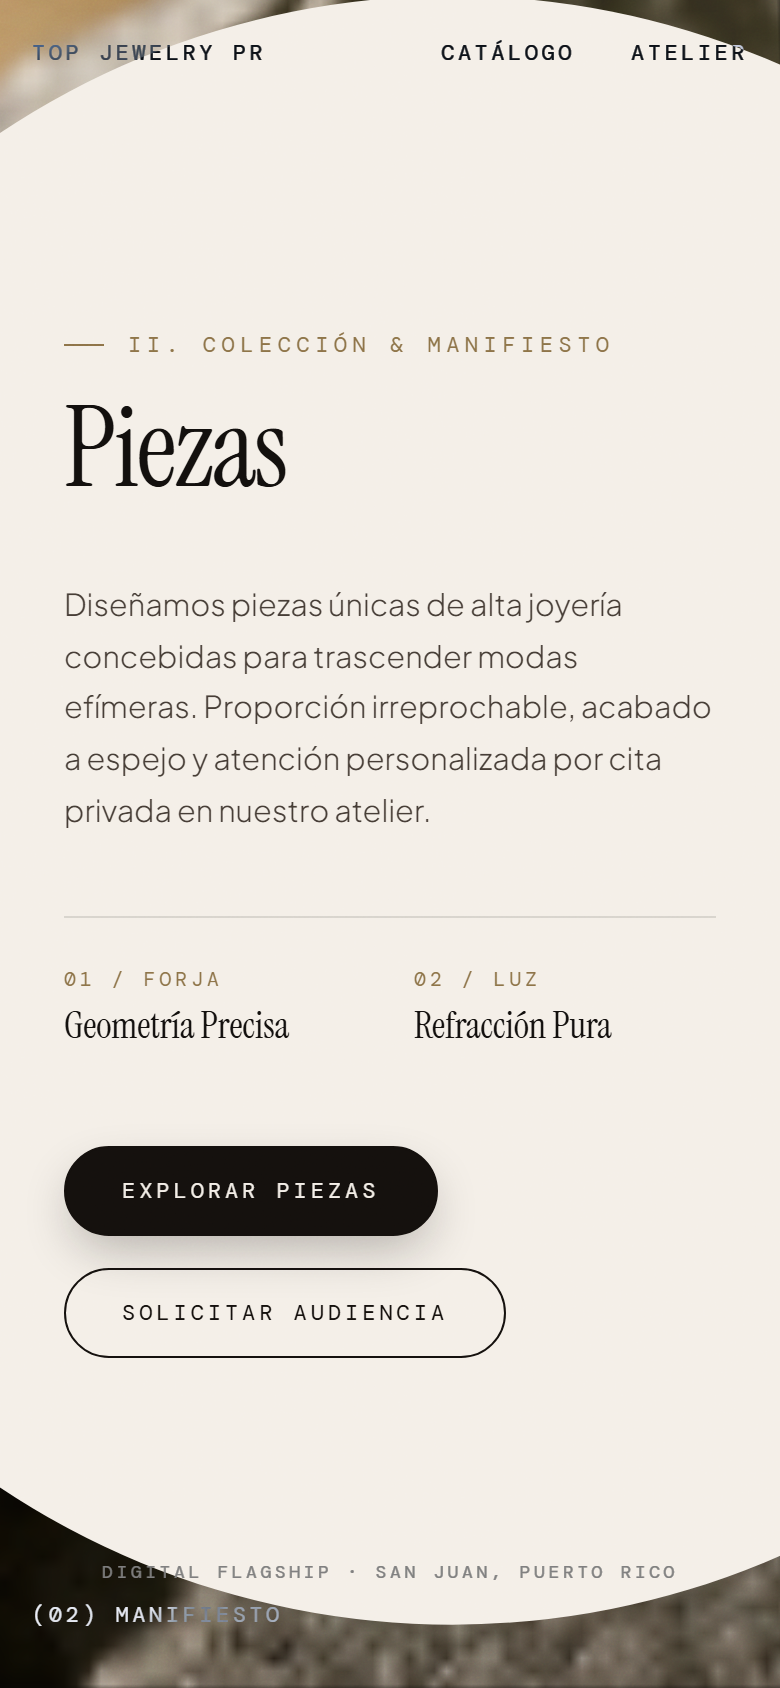 TOP JEWELRY PR CATÁLOGO ATELIER
II. COLECCIÓN & MANIFIESTO
Piezas
Diseñamos piezas únicas de alta joyería
concebidas para trascender modas
efímeras. Proporción irreprochable, acabado
a espejo y atención personalizada por cita
privada en nuestro atelier.
01 / FORJA
Geometría Precisa
02 / LUZ
Refracción Pura
EXPLORAR PIEZAS
SOLICITAR AUDIENCIA
DIGITAL FLAGSHIP · SAN JUAN, PUERTO RICO
(02) MANIFIESTO